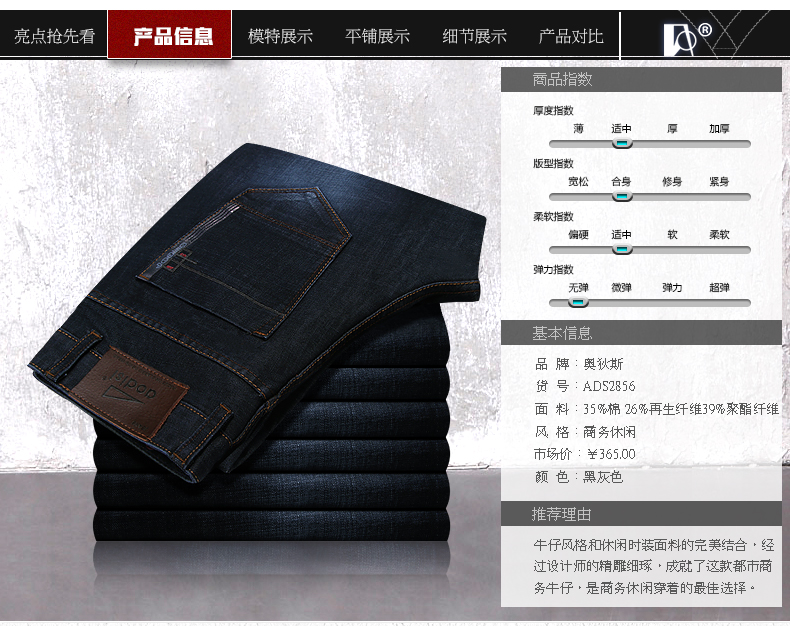 亮点抢先看 产品信息 模特展示 平铺展示 细节展示 产品对比
®
商品指数
厚度指数
薄 适中 厚 加厚
版型指数
宽松 合身 修身 紧身
柔软指数
偏硬 适中 软 柔软
弹力指数
无弹 微弹 弹力 超弹
基本信息
品 牌：奥狄斯
货 号：ADS2856
面 料：35%棉 26%再生纤维39%聚酯纤维
风 格：商务休闲
市场价：￥365.00
颜 色：黑灰色
推荐理由
牛仔风格和休闲时装面料的完美结合，经
过设计师的精雕细琢，成就了这款都市商
务牛仔，是商务休闲穿着的最佳选择。